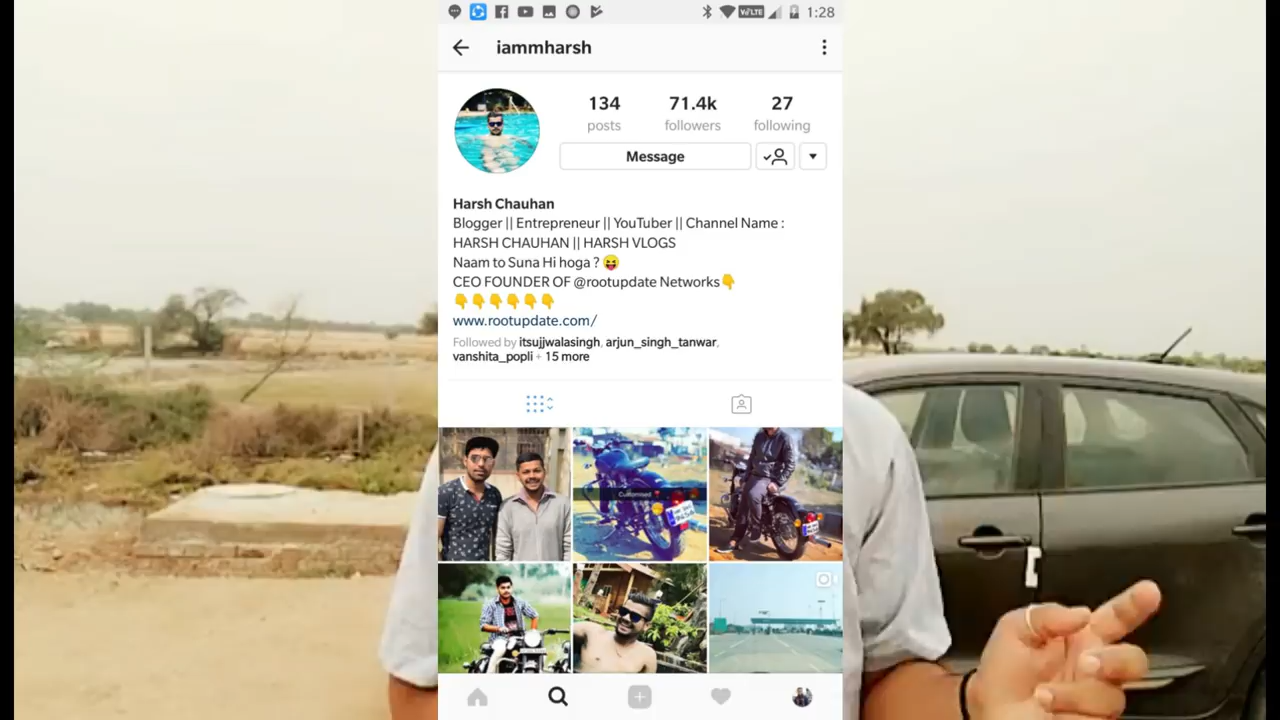 VoLTE 1:28
iammharsh
134 71.4k 27
posts followers following
Message
Harsh Chauhan
Blogger || Entrepreneur || YouTuber || Channel Name :
HARSH CHAUHAN || HARSH VLOGS
Naam to Suna Hi hoga ? 😝
CEO FOUNDER OF @rootupdate Networks👇
👇👇👇👇👇👇
www.rootupdate.com/
Followed by itsujjwalasingh, arjun_singh_tanwar,
vanshita_popli + 15 more
Customised